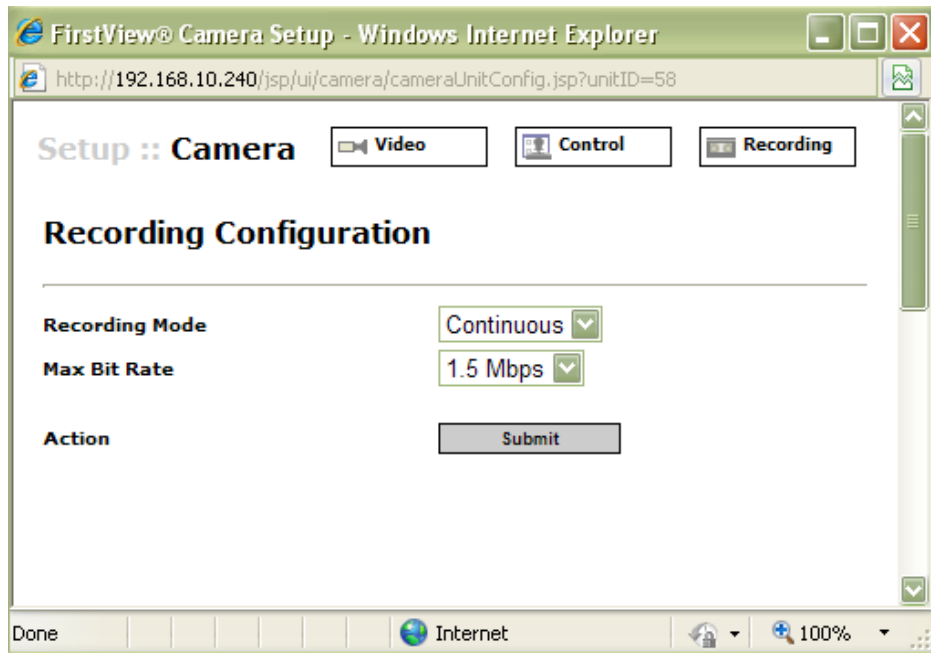 FirstView® Camera Setup - Windows Internet Explorer
http://192.168.10.240/jsp/ui/camera/cameraUnitConfig.jsp?unitID=58
Setup :: Camera Video Control Recording
Recording Configuration
Recording Mode Continuous
Max Bit Rate 1.5 Mbps
Action Submit
Done Internet 100%